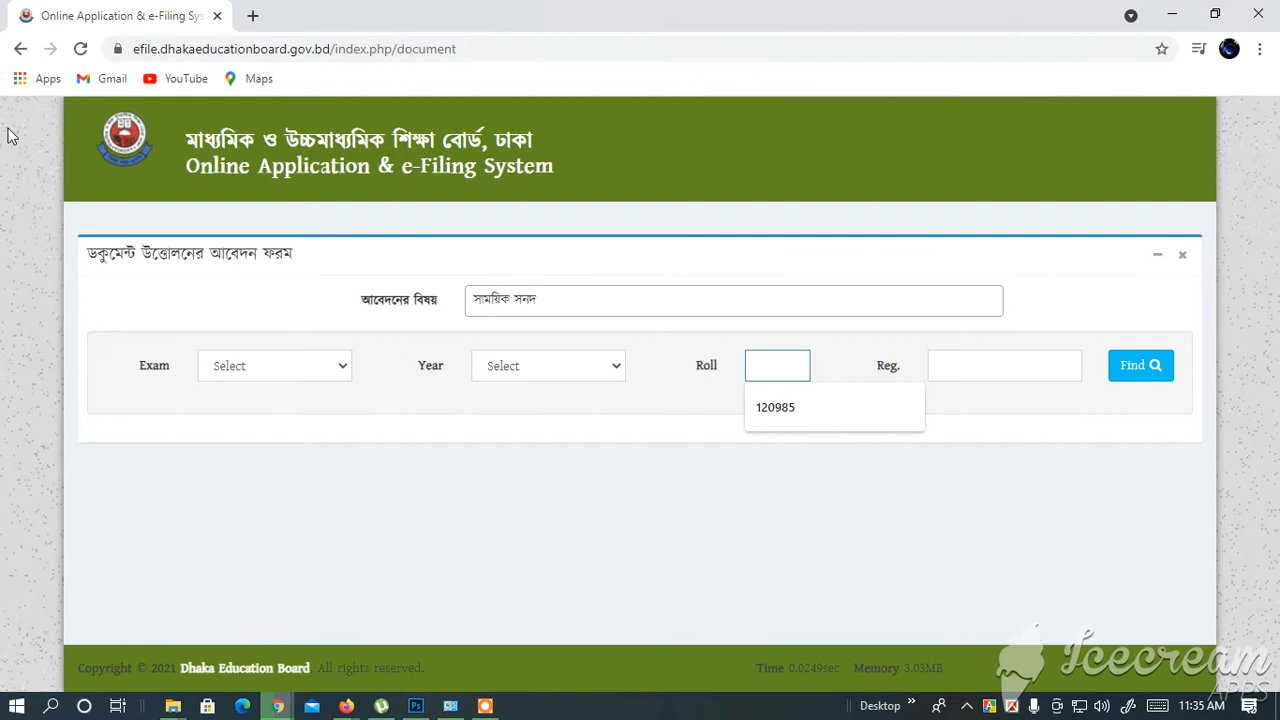 Online Application & e-Filing Sys
efile.dhakaeducationboard.gov.bd/index.php/document
Apps Gmail YouTube Maps
মাধ্যমিক ও উচ্চমাধ্যমিক শিক্ষা বোর্ড, ঢাকা
Online Application & e-Filing System
ডকুমেন্ট উত্তোলনের আবেদন ফরম
আবেদনের বিষয় সাময়িক সনদ
Exam Select Year Select Roll Reg. Find
120985
Copyright © 2021 Dhaka Education Board All rights reserved. Time 0.0249sec Memory 3.03MB
Icecream
APPS
Desktop 11:35 AM